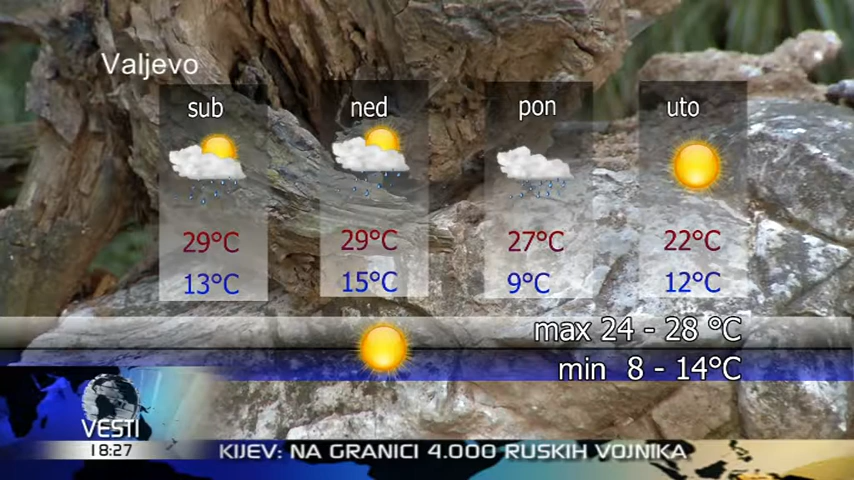 Valjevo
sub ned pon uto
29°C 29°C 27°C 22°C
13°C 15°C 9°C 12°C
max 24 - 28 °C
min 8 - 14°C
VESTI
18:27
KIJEV: NA GRANICI 4.000 RUSKIH VOJNIKA